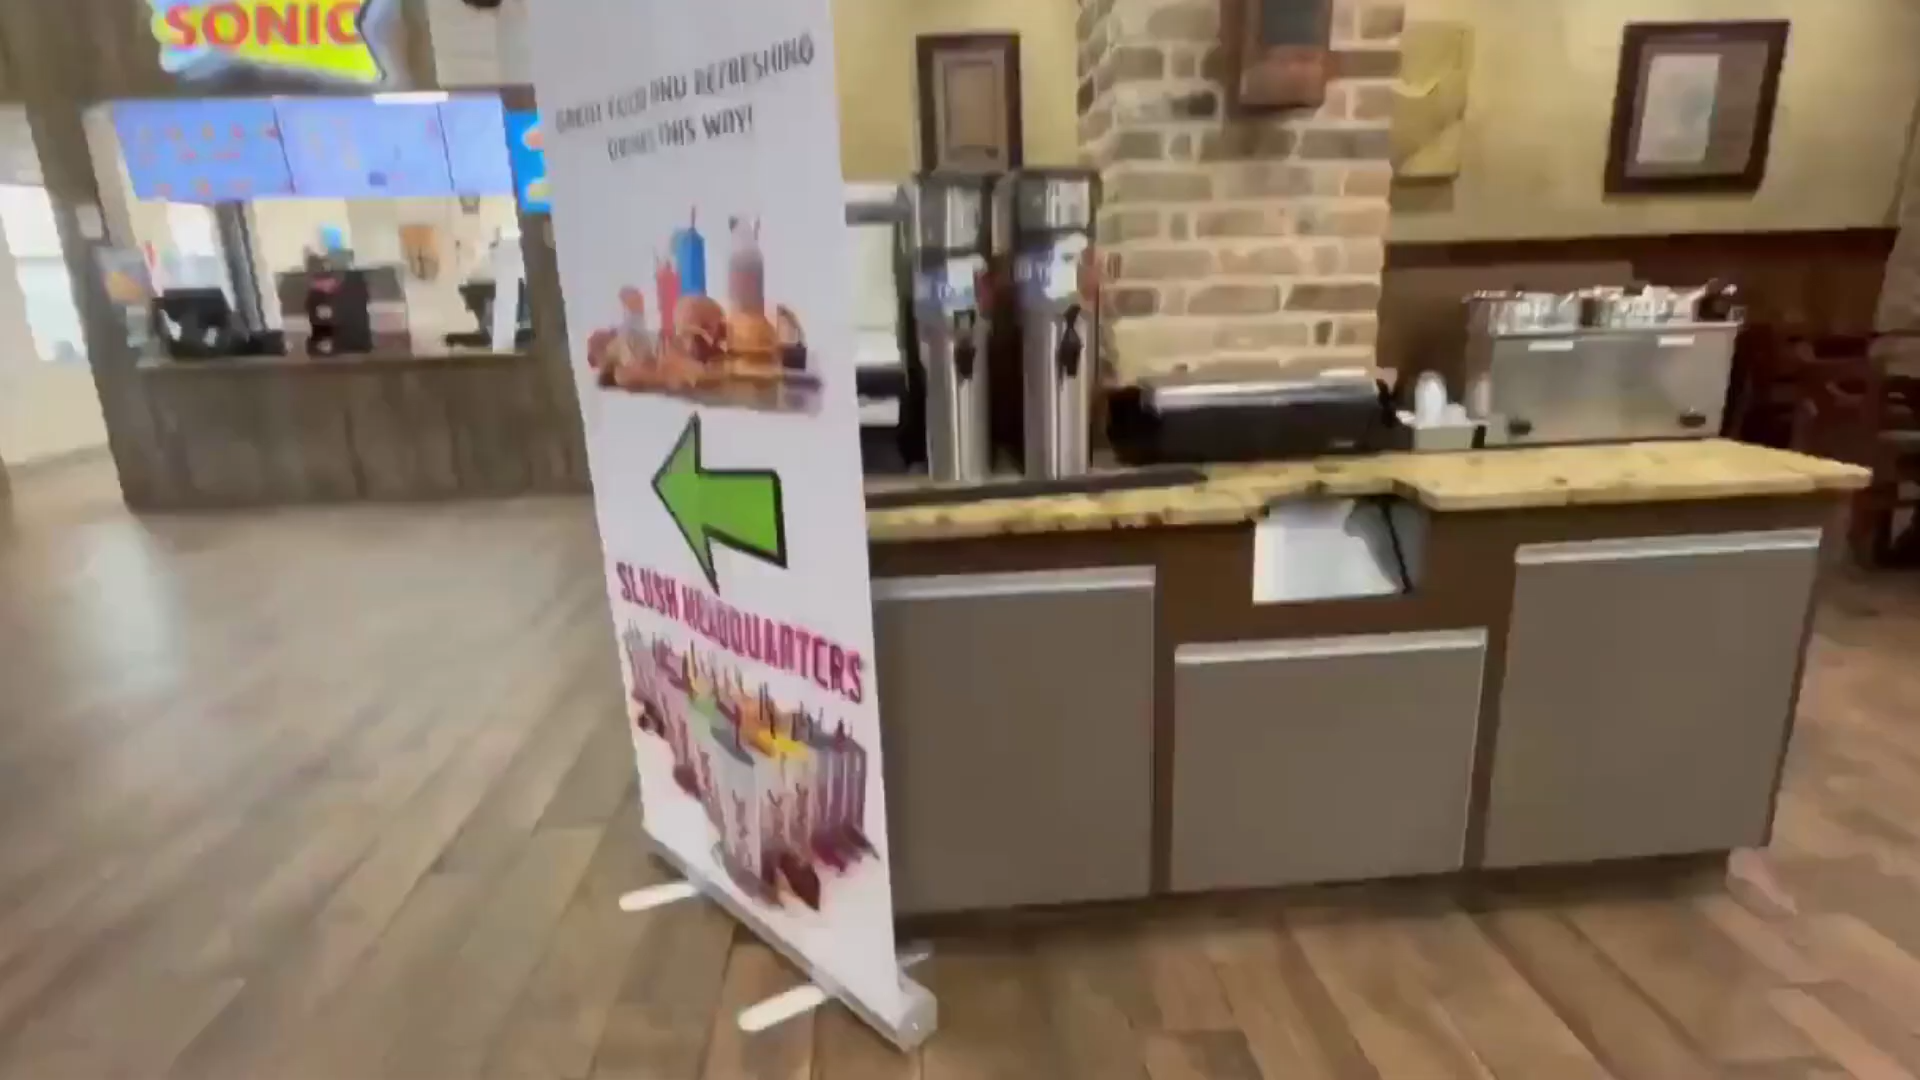 SONIC
GREAT FOOD AND REFRESHING
DRINKS THIS WAY!
SLUSH HEADQUARTERS